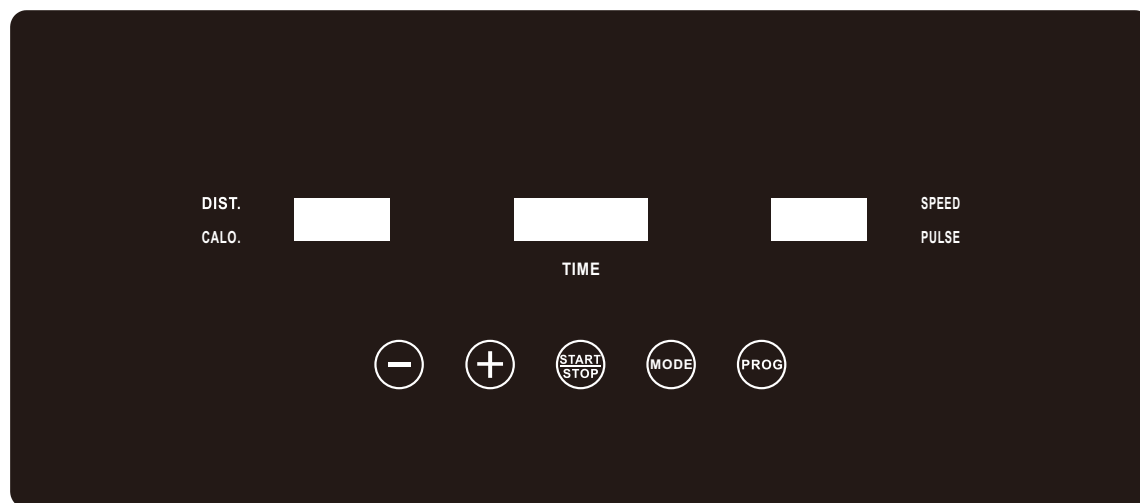 DIST.
SPEED
CALO.
PULSE
TIME
START
STOP
MODE
PROG